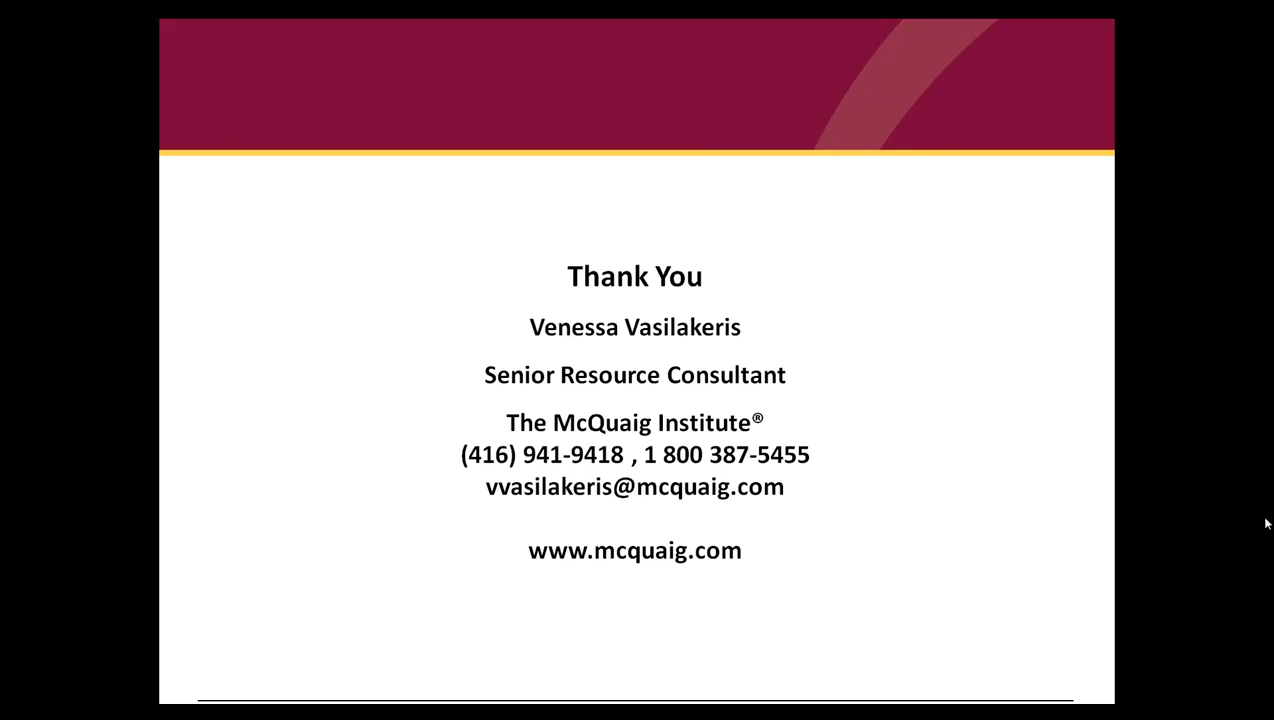 Thank You
Venessa Vasilakeris
Senior Resource Consultant
The McQuaig Institute®
(416) 941-9418 , 1 800 387-5455
vvasilakeris@mcquaig.com
www.mcquaig.com